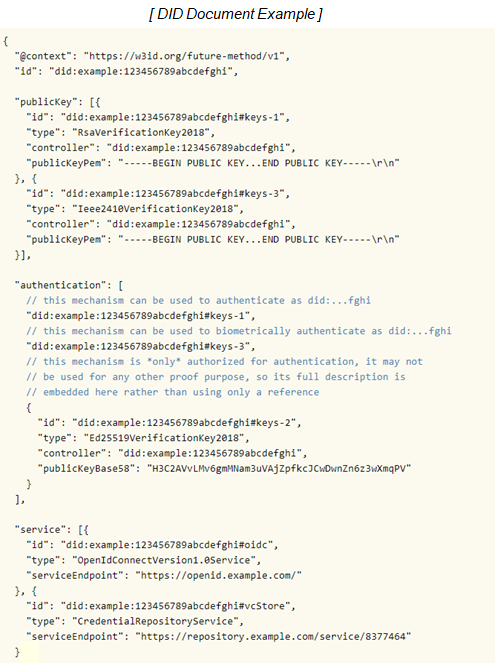 [ DID Document Example ]
{
  "@context": "https://w3id.org/future-method/v1",
  "id": "did:example:123456789abcdefghi",

  "publicKey": [{
    "id": "did:example:123456789abcdefghi#keys-1",
    "type": "RsaVerificationKey2018",
    "controller": "did:example:123456789abcdefghi",
    "publicKeyPem": "-----BEGIN PUBLIC KEY...END PUBLIC KEY-----\r\n"
  }, {
    "id": "did:example:123456789abcdefghi#keys-3",
    "type": "Ieee2410VerificationKey2018",
    "controller": "did:example:123456789abcdefghi",
    "publicKeyPem": "-----BEGIN PUBLIC KEY...END PUBLIC KEY-----\r\n"
  }],

  "authentication": [
    // this mechanism can be used to authenticate as did:...fghi
    "did:example:123456789abcdefghi#keys-1",
    // this mechanism can be used to biometrically authenticate as did:...fghi
    "did:example:123456789abcdefghi#keys-3",
    // this mechanism is *only* authorized for authentication, it may not
    // be used for any other proof purpose, so its full description is
    // embedded here rather than using only a reference
    {
      "id": "did:example:123456789abcdefghi#keys-2",
      "type": "Ed25519VerificationKey2018",
      "controller": "did:example:123456789abcdefghi",
      "publicKeyBase58": "H3C2AVvLMv6gmMNam3uVAjZpfkcJCwDwnZn6z3wXmqPV"
    }
  ],

  "service": [{
    "id": "did:example:123456789abcdefghi#oidc",
    "type": "OpenIdConnectVersion1.0Service",
    "serviceEndpoint": "https://openid.example.com/"
  }, {
    "id": "did:example:123456789abcdefghi#vcStore",
    "type": "CredentialRepositoryService",
    "serviceEndpoint": "https://repository.example.com/service/8377464"
  }